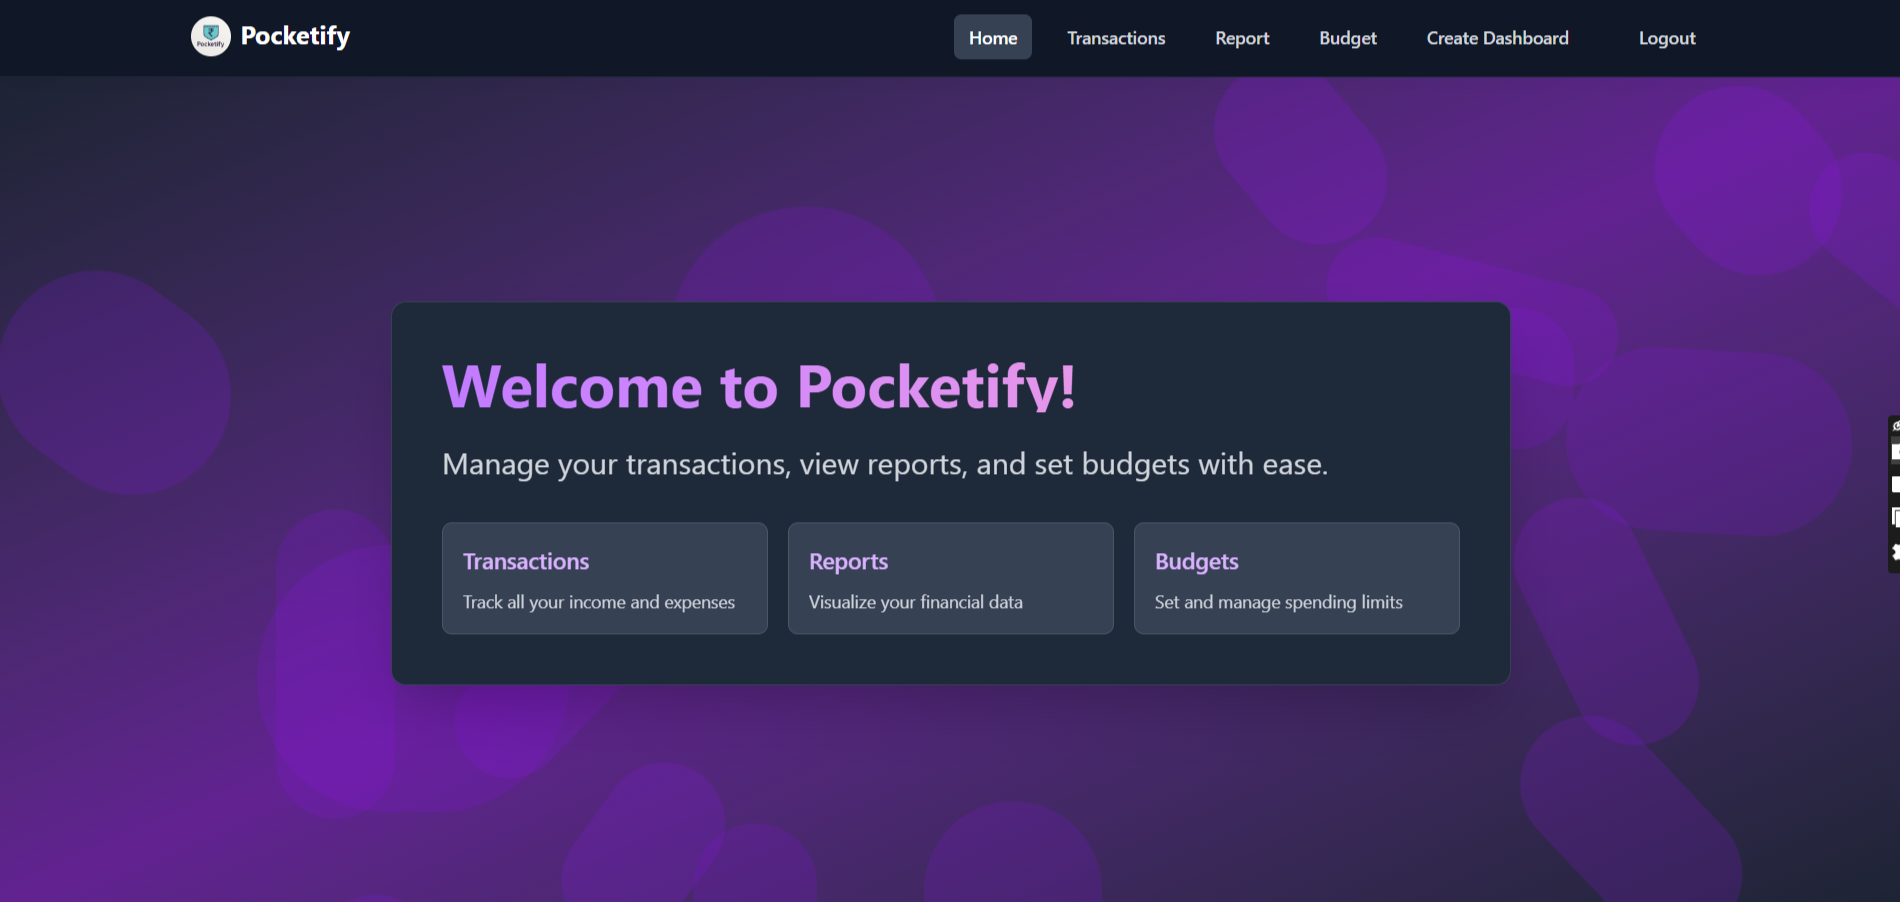 Pocketify
Pocketify
Home
Transactions
Report
Budget
Create Dashboard
Logout
Welcome to Pocketify!
Manage your transactions, view reports, and set budgets with ease.
Transactions
Track all your income and expenses
Reports
Visualize your financial data
Budgets
Set and manage spending limits